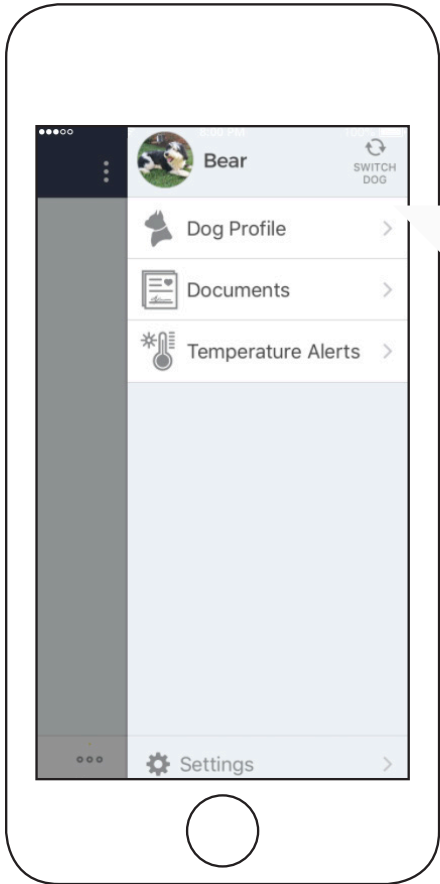 Bear
SWITCH
DOG
Dog Profile
Documents
Temperature Alerts
Settings